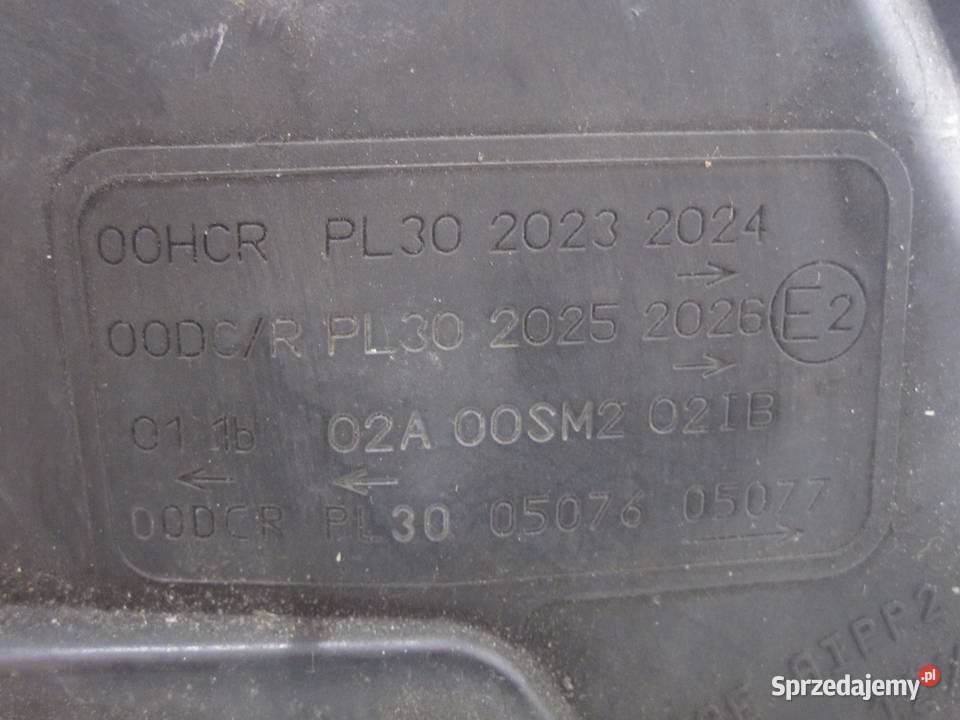 00HCR PL30 2023 2024
→
00DC/R PL30 2025 2026 E2
→
01 1b 02A 00SM2 02IB
← ←
00DCR PL30 05076 05077
→
AIPP2
Sprzedajemy.pl